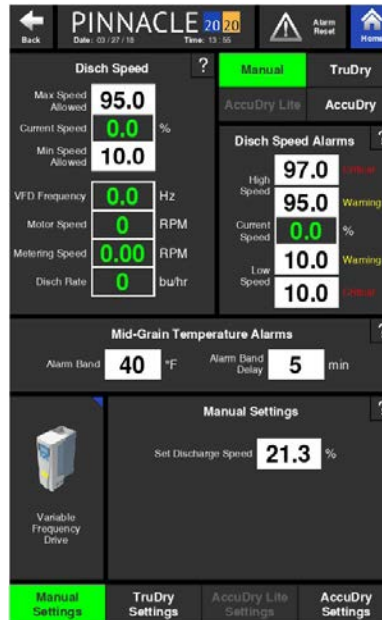 PINNACLE 20 20
Alarm Reset
Back
Date: 03 / 27 / 18
Time: 13 : 55
Home
Disch Speed ?
Max Speed Allowed 95.0
Current Speed 0.0 %
Min Speed Allowed 10.0
VFD Frequency 0.0 Hz
Motor Speed 0 RPM
Metering Speed 0.00 RPM
Disch Rate 0 bu/hr
Manual TruDry
AccuDry Lite AccuDry
Disch Speed Alarms ?
High Speed
97.0 Critical
95.0 Warning
Current Speed 0.0 %
Low Speed
10.0 Warning
10.0 Critical
Mid-Grain Temperature Alarms ?
Alarm Band 40 °F
Alarm Band Delay 5 min
Variable
Frequency
Drive
Manual Settings ?
Set Discharge Speed 21.3 %
Manual Settings
TruDry Settings
AccuDry Lite Settings
AccuDry Settings